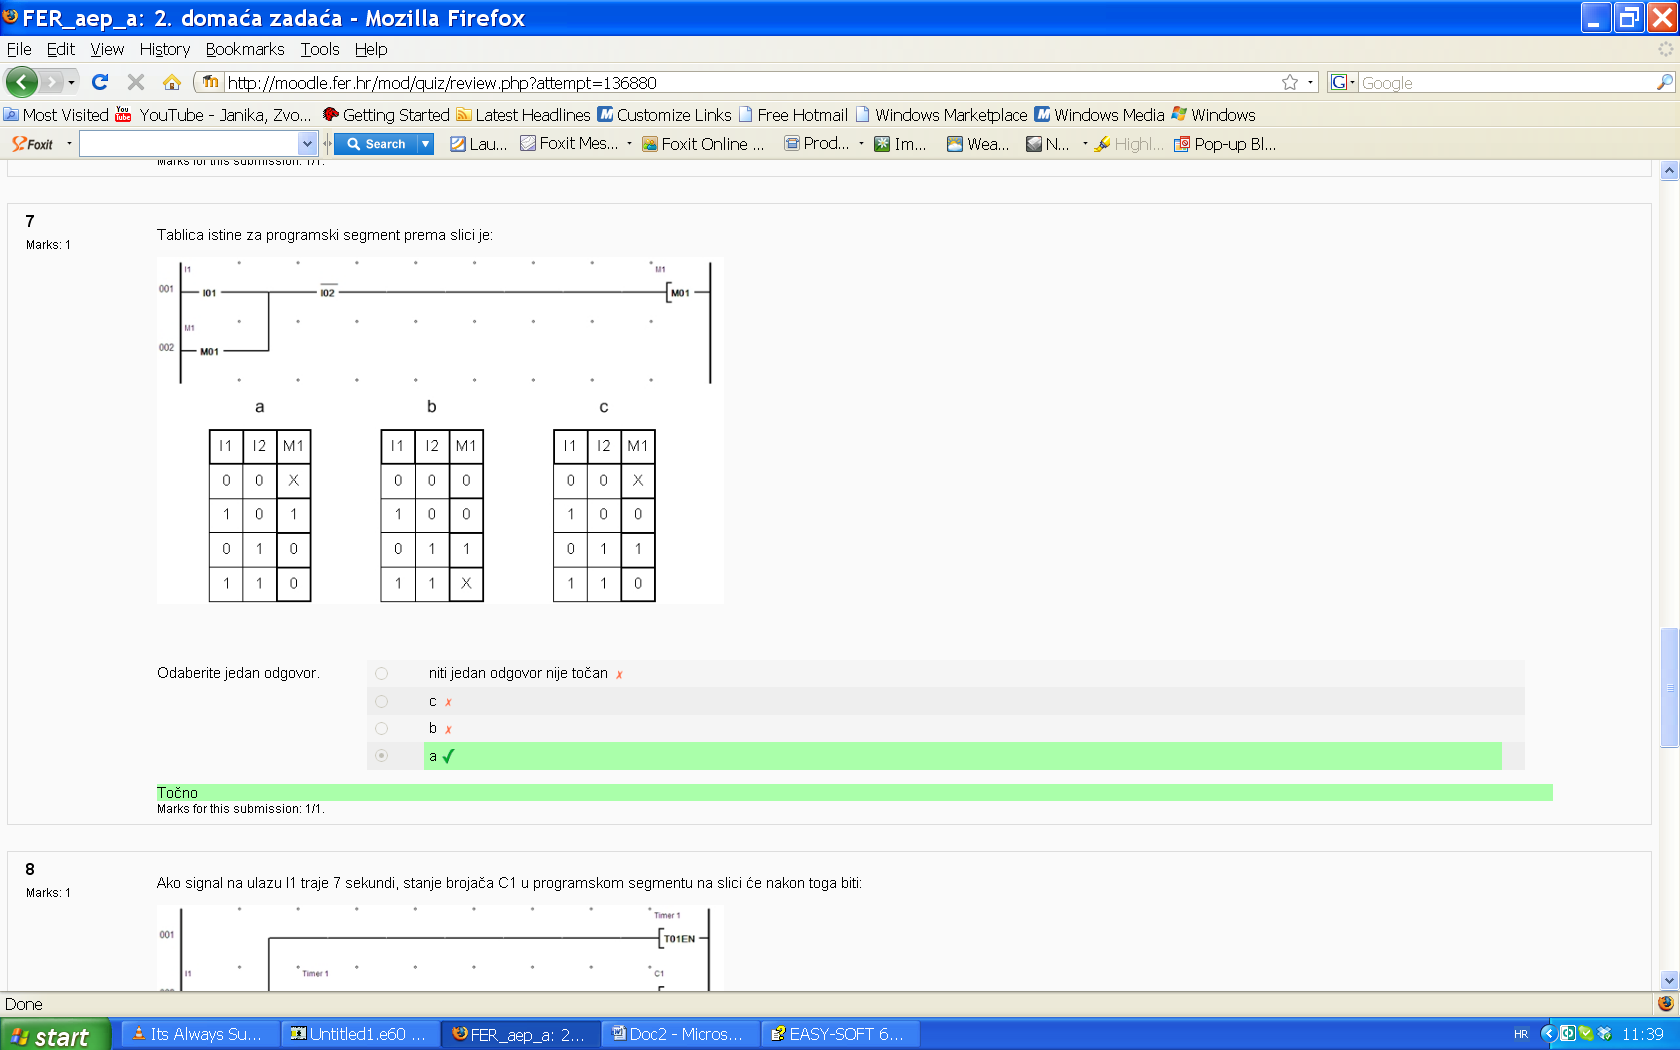 FER_aep_a: 2. domaća zadaća - Mozilla Firefox
File Edit View History Bookmarks Tools Help
http://moodle.fer.hr/mod/quiz/review.php?attempt=136880
Google
Most Visited YouTube - Janika, Zvo... Getting Started Latest Headlines Customize Links Free Hotmail Windows Marketplace Windows Media Windows
Foxit Search Lau... Foxit Mes... Foxit Online ... Prod... Im... Wea... N... Highl... Pop-up Bl...
Marks for this submission: 1/1.
7
Marks: 1
Tablica istine za programski segment prema slici je:
I1 M1
001 I01 I02 M01
M1
002 M01
a b c
I1 I2 M1 I1 I2 M1 I1 I2 M1
0 0 X 0 0 0 0 0 X
1 0 1 1 0 0 1 0 0
0 1 0 0 1 1 0 1 1
1 1 0 1 1 X 1 1 0
Odaberite jedan odgovor.
niti jedan odgovor nije točan
c
b
a
Točno
Marks for this submission: 1/1.
8
Marks: 1
Ako signal na ulazu I1 traje 7 sekundi, stanje brojača C1 u programskom segmentu na slici će nakon toga biti:
Timer 1
001 T01EN
I1 Timer 1 C1
Done
start Its Always Su... Untitled1.e60 ... FER_aep_a: 2... Doc2 - Micros... EASY-SOFT 6... HR 11:39